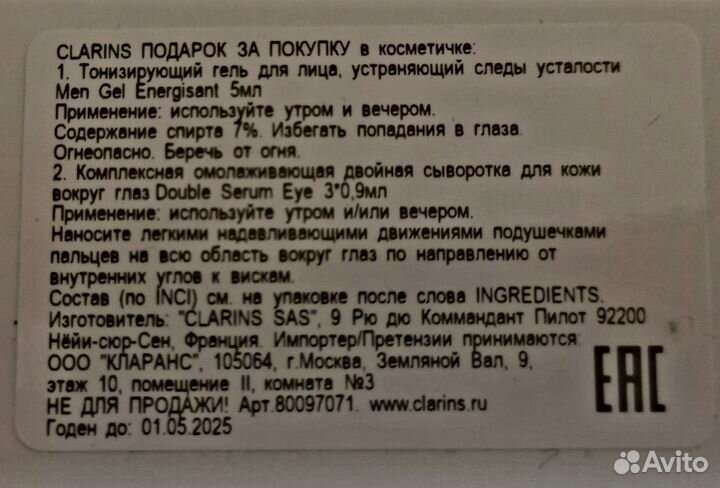 CLARINS ПОДАРОК ЗА ПОКУПКУ в косметичке:
1. Тонизирующий гель для лица, устраняющий следы усталости
Men Gel Energisant 5мл
Применение: используйте утром и вечером.
Содержание спирта 7%. Избегать попадания в глаза.
Огнеопасно. Беречь от огня.
2. Комплексная омолаживающая двойная сыворотка для кожи
вокруг глаз Double Serum Eye 3*0,9мл
Применение: используйте утром и/или вечером.
Наносите легкими надавливающими движениями подушечками
пальцев на всю область вокруг глаз по направлению от
внутренних углов к вискам.
Состав (по INCI) см. на упаковке после слова INGREDIENTS.
Изготовитель: "CLARINS SAS", 9 Рю дю Коммандант Пилот 92200
Нёйи-сюр-Сен, Франция. Импортер/Претензии принимаются:
ООО "КЛАРАНС", 105064, г.Москва, Земляной Вал, 9,
этаж 10, помещение II, комната №3
НЕ ДЛЯ ПРОДАЖИ! Арт.80097071. www.clarins.ru
Годен до: 01.05.2025
EAC
Avito